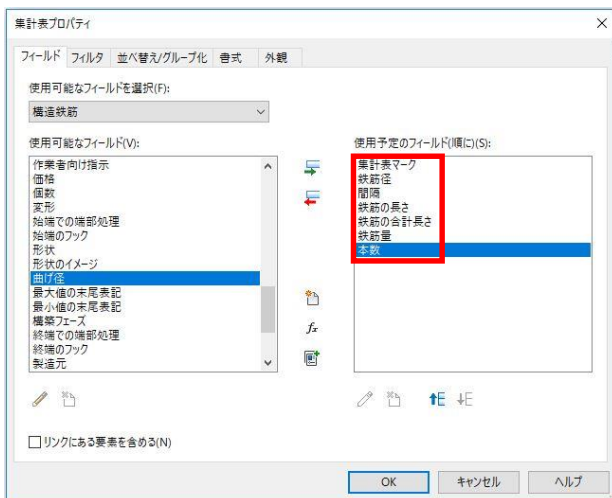 集計表プロパティ
フィールド フィルタ 並べ替え/グループ化 書式 外観
使用可能なフィールドを選択(F):
構造鉄筋
使用可能なフィールド(V):
作業者向け指示
価格
個数
変形
始端での端部処理
始端のフック
形状
形状のイメージ
曲げ径
最大値の末尾表記
最小値の末尾表記
構築フェーズ
終端での端部処理
終端のフック
製造元
fx
使用予定のフィールド(順に)(S):
集計表マーク
鉄筋径
間隔
鉄筋の長さ
鉄筋の合計長さ
鉄筋量
本数
リンクにある要素を含める(N)
OK キャンセル ヘルプ